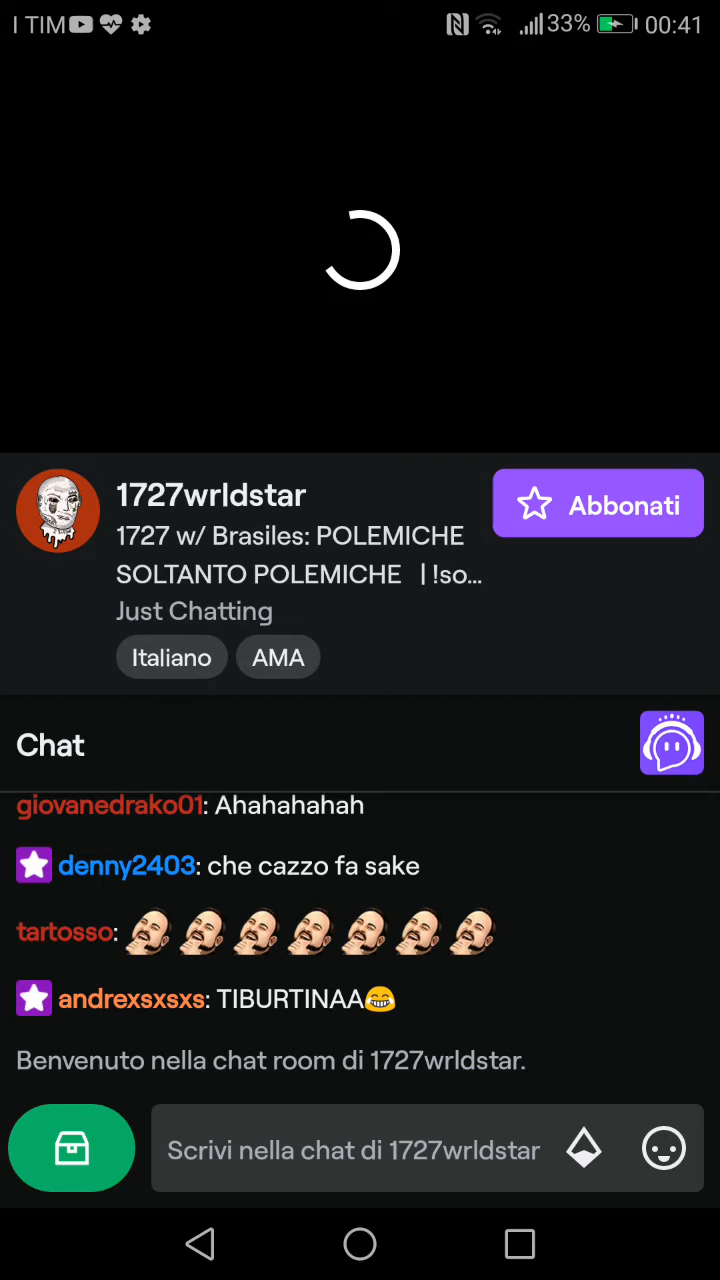 I TIM 33% 00:41
1727wrldstar
Abbonati
1727 w/ Brasiles: POLEMICHE
SOLTANTO POLEMICHE | !so...
Just Chatting
Italiano AMA
Chat
giovanedrako01: Ahahahahah
denny2403: che cazzo fa sake
tartosso:
andrexsxsxs: TIBURTINAA😂
Benvenuto nella chat room di 1727wrldstar.
Scrivi nella chat di 1727wrldstar